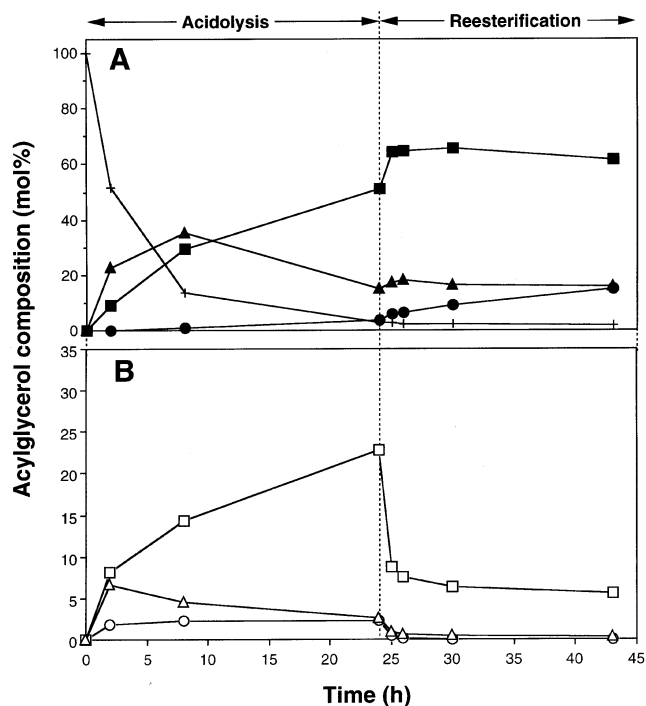 Acidolysis Reesterification
A
100
80
60
40
20
0
B
35
30
25
20
15
10
5
0
Acylglycerol composition (mol%)
0 5 10 15 20 25 30 35 40 45
Time (h)